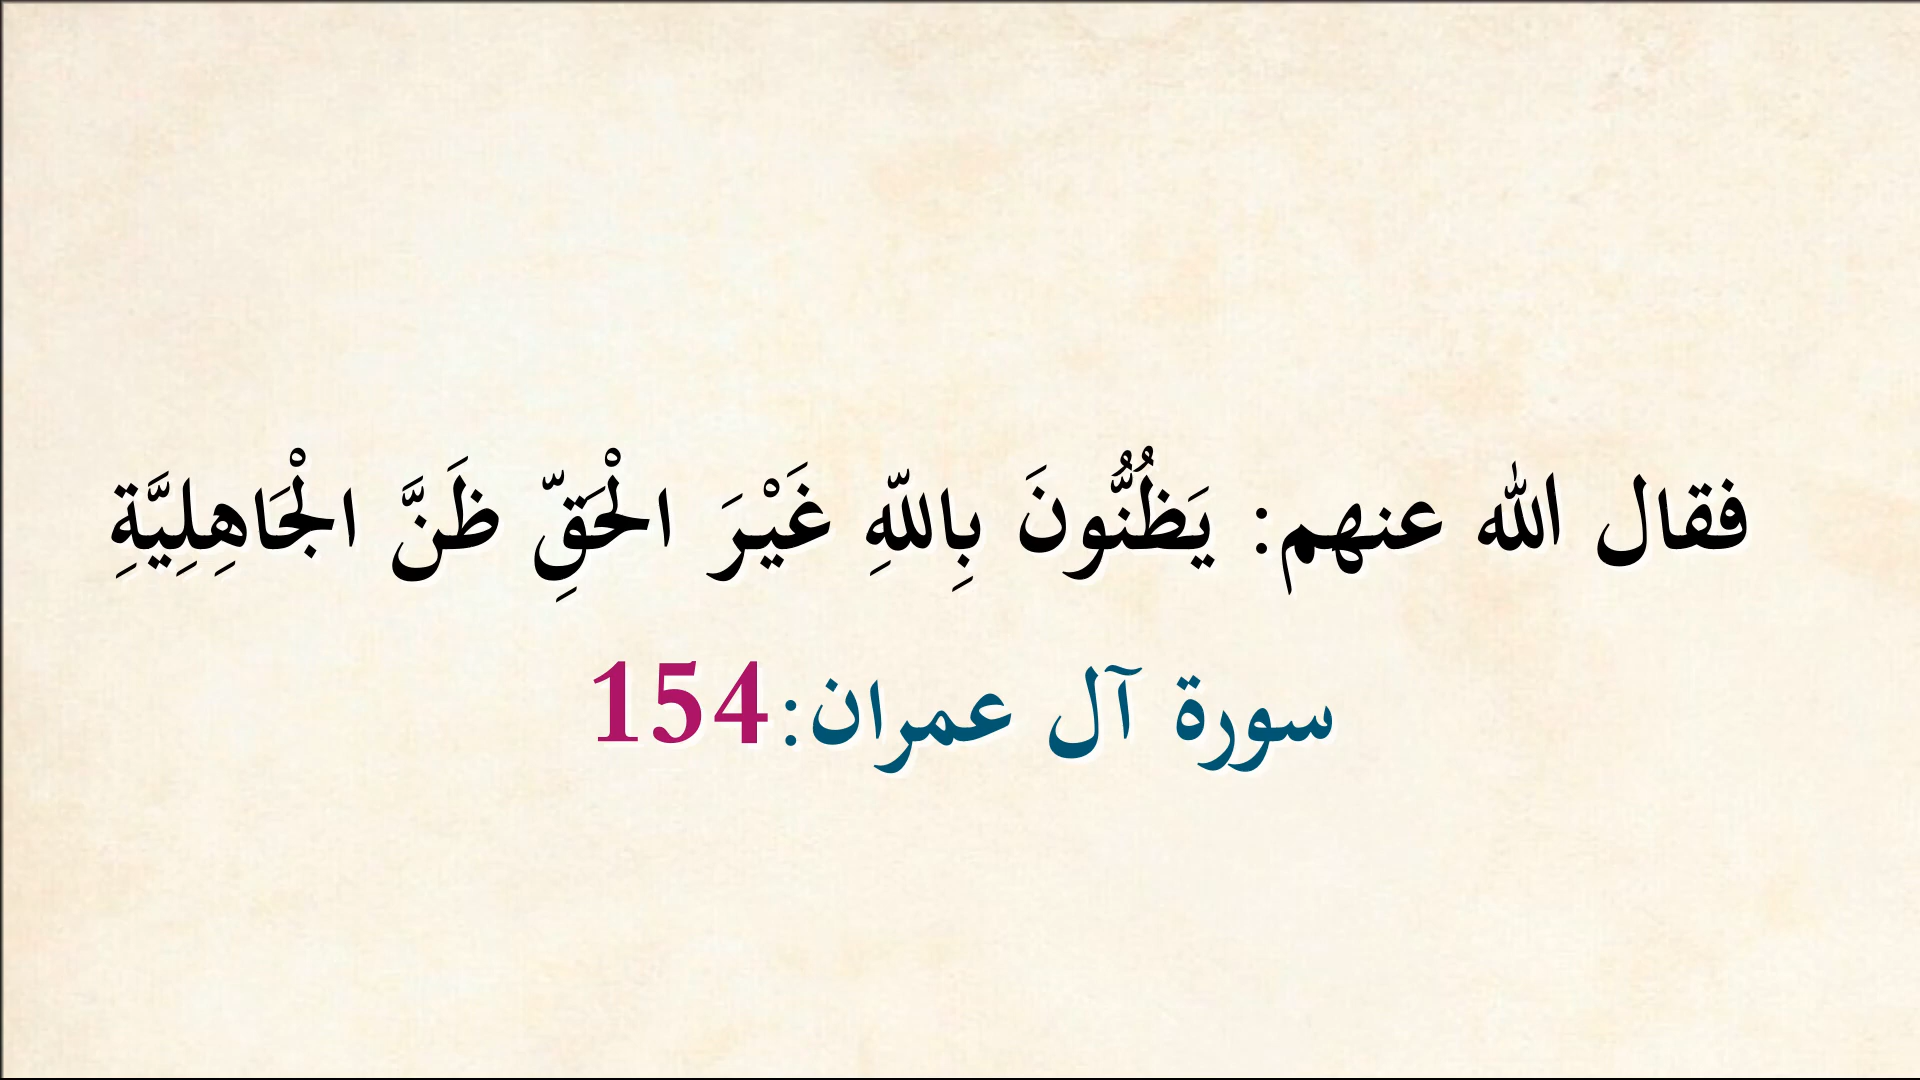 فقال الله عنهم: يَظُنُّونَ بِاللّهِ غَيْرَ الْحَقِّ ظَنَّ الْجَاهِلِيَّةِ
سورة آل عمران:154